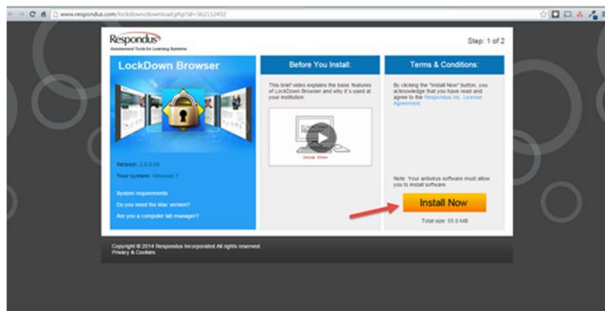 www.respondus.com/lockdown/download.php?id=362112432
Respondus
Assessment Tools for Learning Systems
Step: 1 of 2
LockDown Browser
Version: 2.0.0.04
Your system: Windows 7
System requirements
Do you need the Mac version?
Are you a computer lab manager?
Before You Install:
This brief video explains the basic features
of LockDown Browser and why it's used at
your institution.
Terms & Conditions:
By clicking the "Install Now" button, you
acknowledge that you have read and
agree to the Respondus Inc. License
Agreement.
Note: Your antivirus software must allow
you to install software.
Install Now
Total size: 55.0 MB
Copyright © 2014 Respondus Incorporated All rights reserved.
Privacy & Cookies